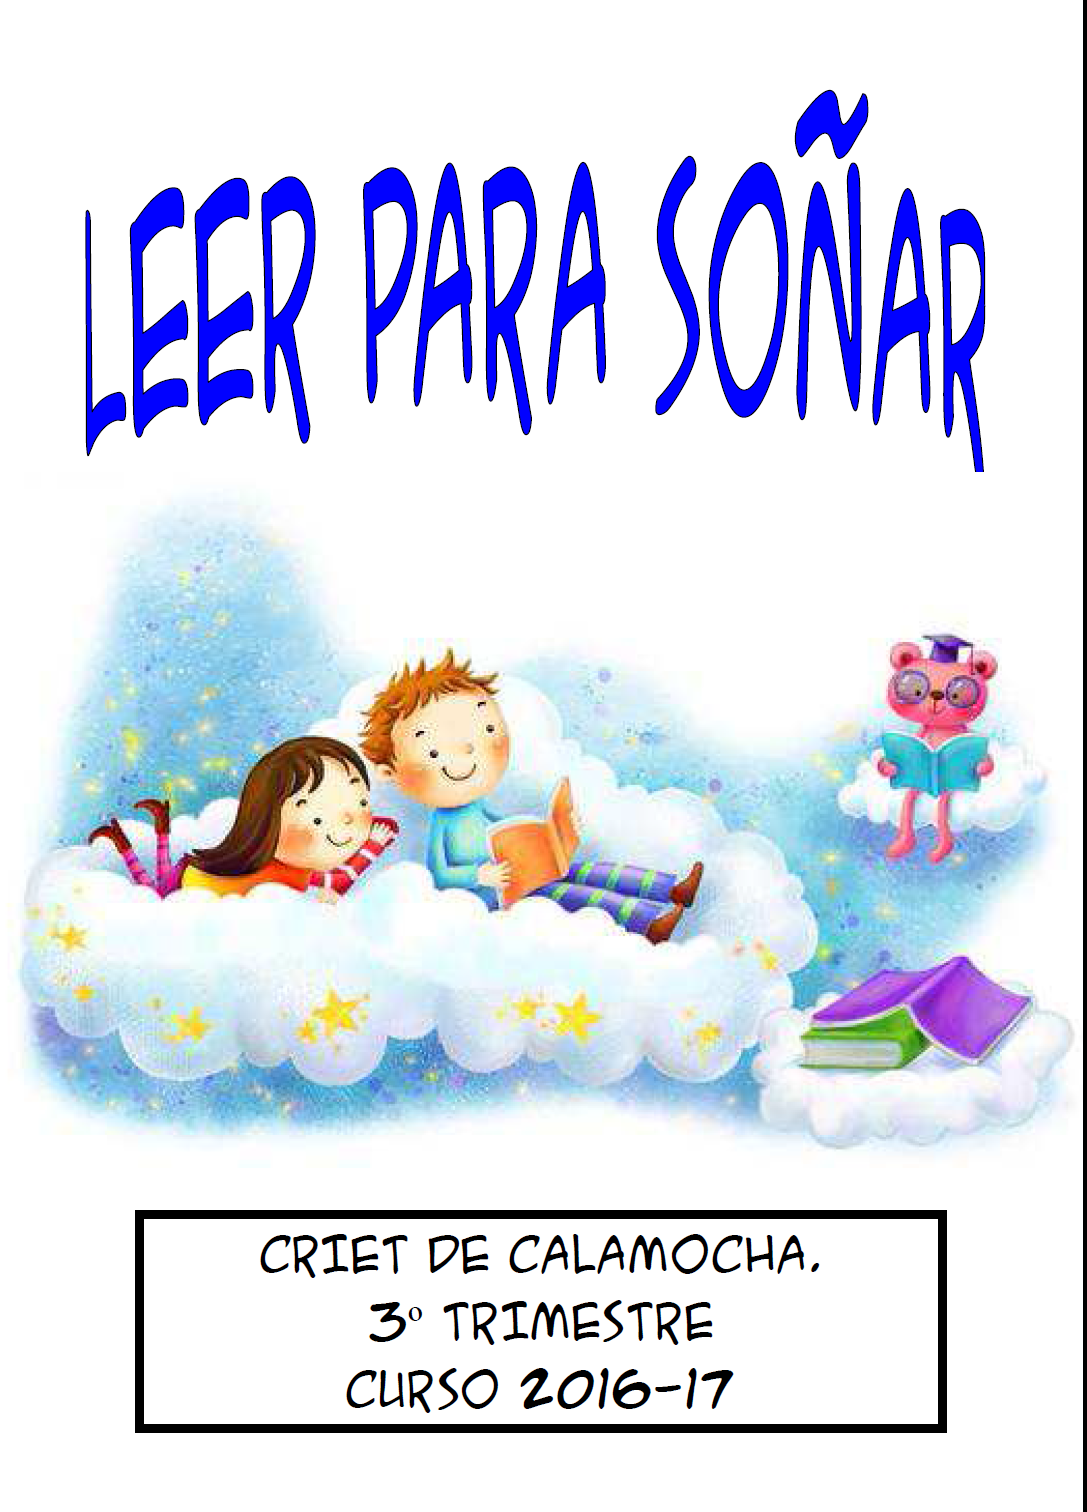 LEER PARA SOÑAR
CRIET DE CALAMOCHA.
3º TRIMESTRE
CURSO 2016-17